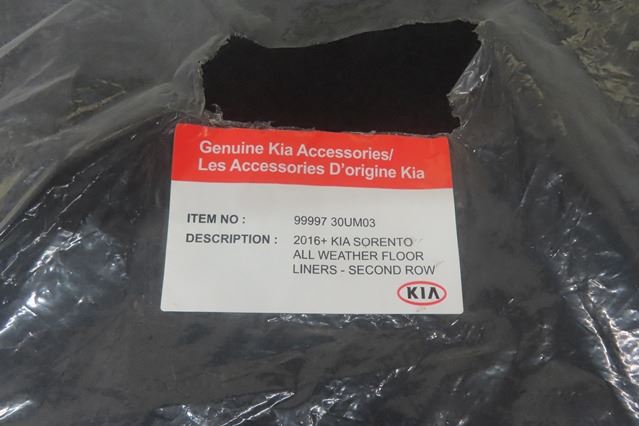 Genuine Kia Accessories/
Les Accessories D'origine Kia
ITEM NO : 99997 30UM03
DESCRIPTION : 2016+ KIA SORENTO
ALL WEATHER FLOOR
LINERS - SECOND ROW
KIA